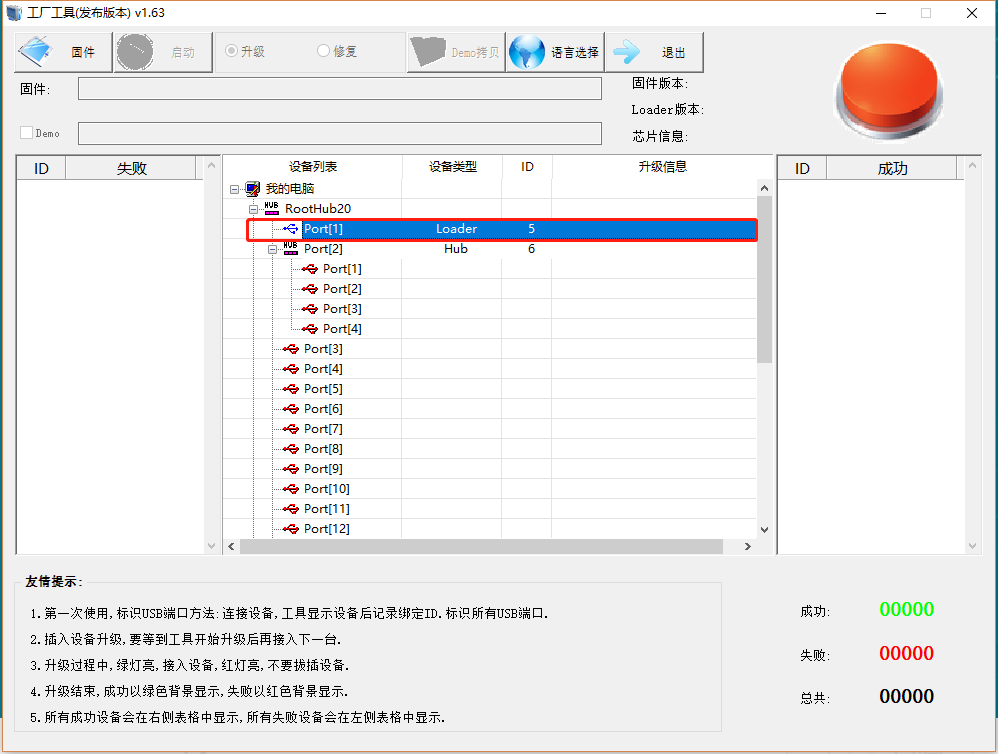 工厂工具(发布版本) v1.63
固件 启动 升级 修复 Demo拷贝 语言选择 退出
固件: 固件版本:
Loader版本:
Demo 芯片信息:
ID 失败 设备列表 设备类型 ID 升级信息 ID 成功
我的电脑
HUB RootHub20
Port[1] Loader 5
HUB Port[2] Hub 6
Port[1]
Port[2]
Port[3]
Port[4]
Port[3]
Port[4]
Port[5]
Port[6]
Port[7]
Port[8]
Port[9]
Port[10]
Port[11]
Port[12]
友情提示:
1.第一次使用,标识USB端口方法:连接设备,工具显示设备后记录绑定ID.标识所有USB端口.
2.插入设备升级,要等到工具开始升级后再接入下一台.
3.升级过程中,绿灯亮,接入设备,红灯亮,不要拔插设备.
4.升级结束,成功以绿色背景显示,失败以红色背景显示.
5.所有成功设备会在右侧表格中显示,所有失败设备会在左侧表格中显示.
成功: 00000
失败: 00000
总共: 00000